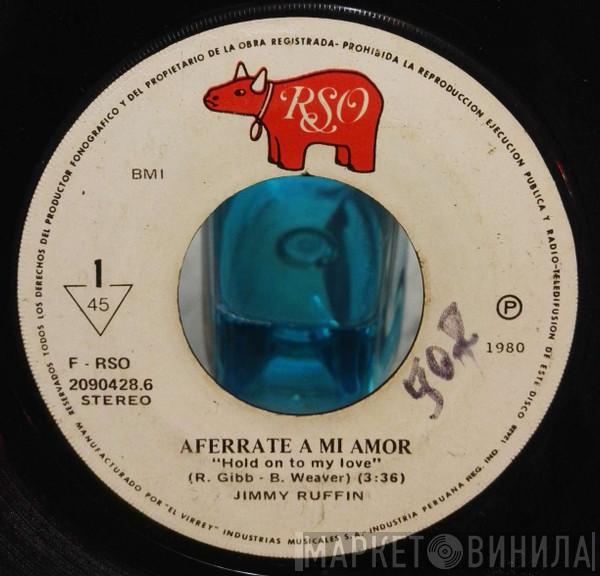 RESERVADOS TODOS LOS DERECHOS DEL PRODUCTOR FONOGRAFICO Y DEL PROPIETARIO DE LA OBRA REGISTRADA- PROHIBIDA LA REPRODUCCION EJECUCION PUBLICA Y RADIO-TELEDIFUSION DE ESTE DISCO
RSO
BMI
1
45
P
1980
F - RSO
2090428.6
STEREO
502
AFERRATE A MI AMOR
"Hold on to my love"
(R. Gibb - B. Weaver) (3:36)
JIMMY RUFFIN
MANUFACTURADO POR "EL VIRREY" INDUSTRIAS MUSICALES S.A. INDUSTRIA PERUANA REG. IND. 12428
МАРКЕТ ВИНИЛА